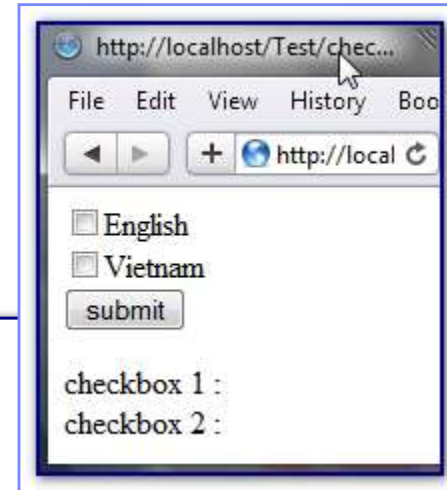 http://localhost/Test/chec...
File Edit View History Boo
http://local
English
Vietnam
submit
checkbox 1 :
checkbox 2 :